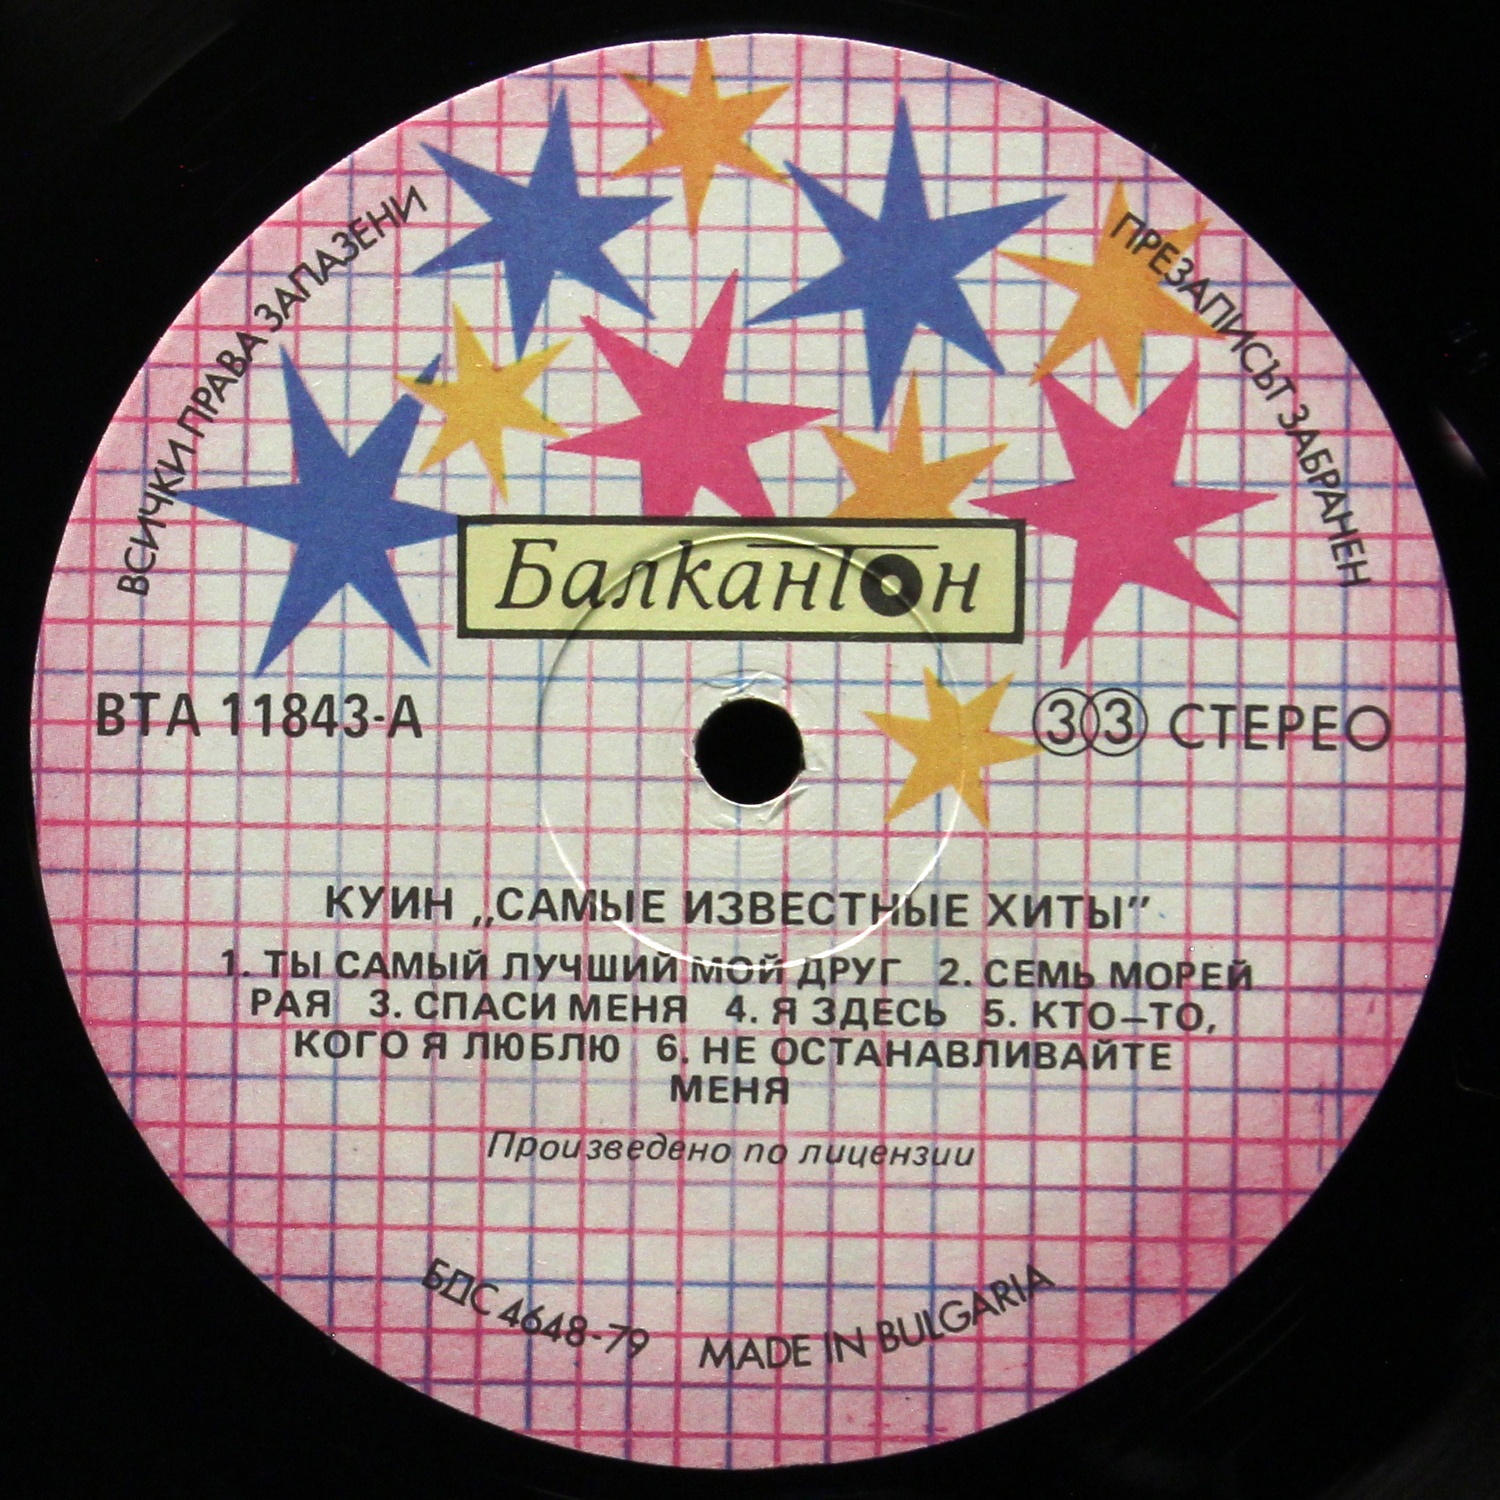 ВСИЧКИ ПРАВА ЗАПАЗЕНИ
ПРЕЗАПИСЪТ ЗАБРАНЕН
Балкантон
ВТА 11843-А
33 СТЕРЕО
КУИН „САМЫЕ ИЗВЕСТНЫЕ ХИТЫ”
1. ТЫ САМЫЙ ЛУЧШИЙ МОЙ ДРУГ 2. СЕМЬ МОРЕЙ
РАЯ 3. СПАСИ МЕНЯ 4. Я ЗДЕСЬ 5. КТО–ТО,
КОГО Я ЛЮБЛЮ 6. НЕ ОСТАНАВЛИВАЙТЕ
МЕНЯ
Произведено по лицензии
БДС 4648-79 MADE IN BULGARIA